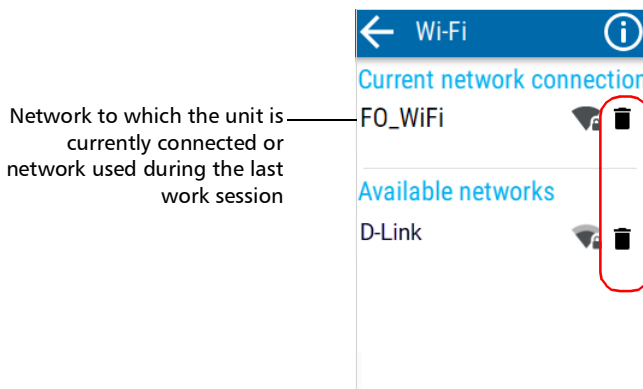 Wi-Fi
Current network connection
Network to which the unit is
currently connected or
network used during the last
work session
FO_WiFi
Available networks
D-Link